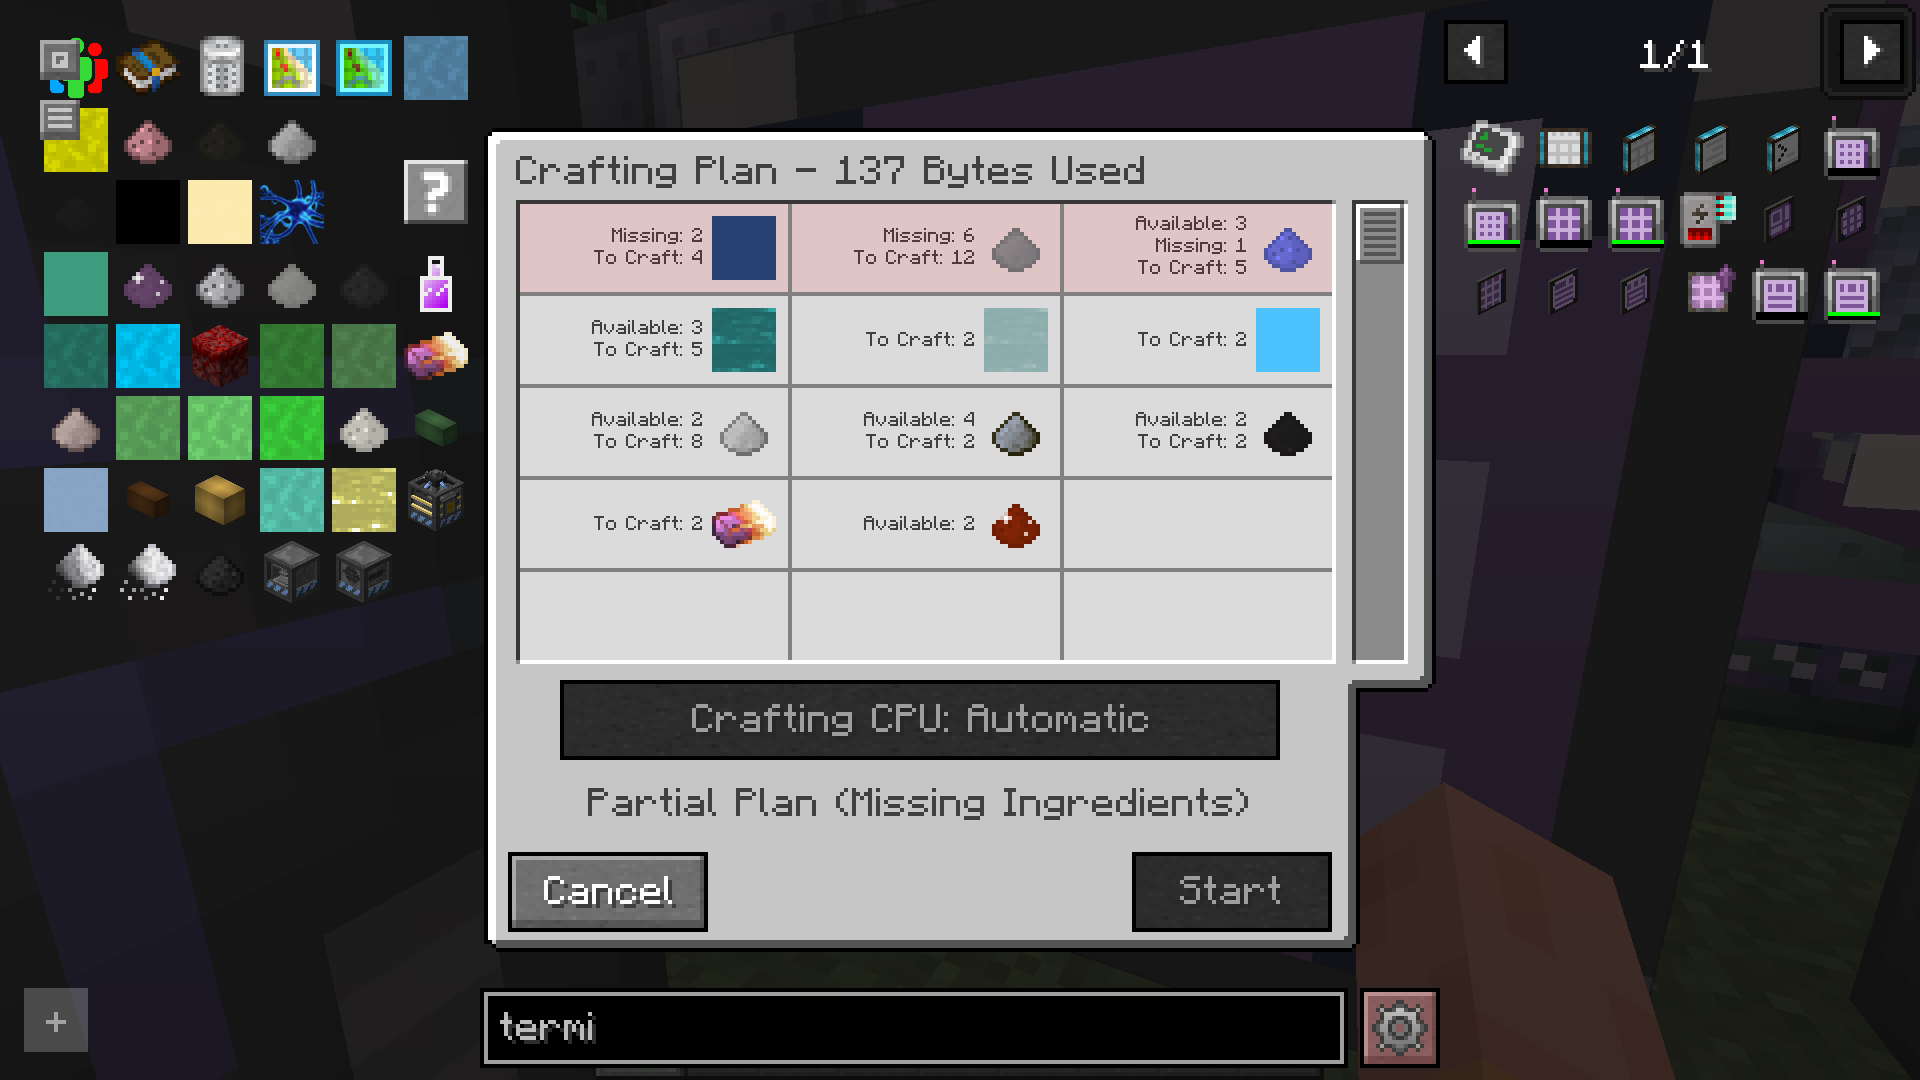 1/1
Crafting Plan - 137 Bytes Used
Missing: 2
To Craft: 4
Missing: 6
To Craft: 12
Available: 3
Missing: 1
To Craft: 5
Available: 3
To Craft: 5
To Craft: 2
To Craft: 2
Available: 2
To Craft: 8
Available: 4
To Craft: 2
Available: 2
To Craft: 2
To Craft: 2
Available: 2
Crafting CPU: Automatic
Partial Plan (Missing Ingredients)
Cancel
Start
termi